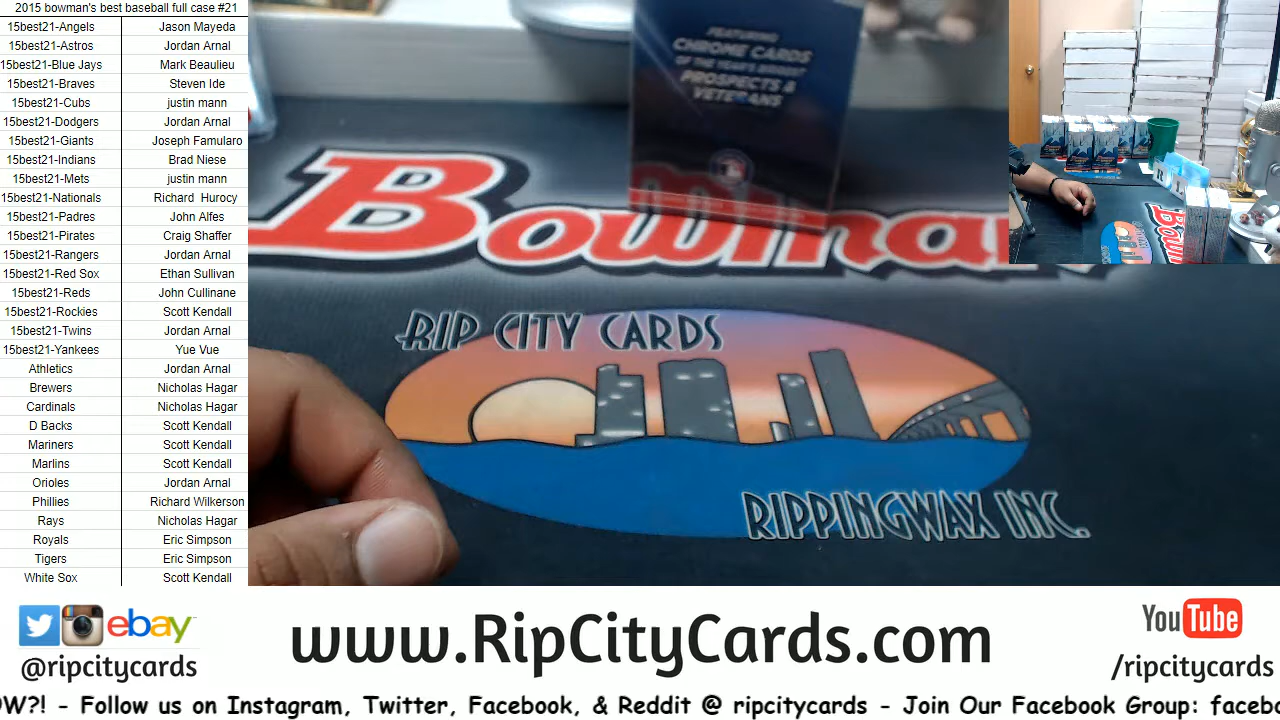 2015 bowman's best baseball full case #21
15best21-Angels Jason Mayeda
15best21-Astros Jordan Arnal
15best21-Blue Jays Mark Beaulieu
15best21-Braves Steven Ide
15best21-Cubs justin mann
15best21-Dodgers Jordan Arnal
15best21-Giants Joseph Famularo
15best21-Indians Brad Niese
15best21-Mets justin mann
15best21-Nationals Richard Hurocy
15best21-Padres John Alfes
15best21-Pirates Craig Shaffer
15best21-Rangers Jordan Arnal
15best21-Red Sox Ethan Sullivan
15best21-Reds John Cullinane
15best21-Rockies Scott Kendall
15best21-Twins Jordan Arnal
15best21-Yankees Yue Vue
Athletics Jordan Arnal
Brewers Nicholas Hagar
Cardinals Nicholas Hagar
D Backs Scott Kendall
Mariners Scott Kendall
Marlins Scott Kendall
Orioles Jordan Arnal
Phillies Richard Wilkerson
Rays Nicholas Hagar
Royals Eric Simpson
Tigers Eric Simpson
White Sox Scott Kendall
FEATURING
CHROME CARDS
OF THE YEAR'S BIGGEST
PROSPECTS &
VETERANS
Bowma
RIP CITY CARDS
RIPPINGWAX INC.
ebay
@ripcitycards
www.RipCityCards.com
YouTube
/ripcitycards
OW?! - Follow us on Instagram, Twitter, Facebook, & Reddit @ ripcitycards - Join Our Facebook Group: facebo